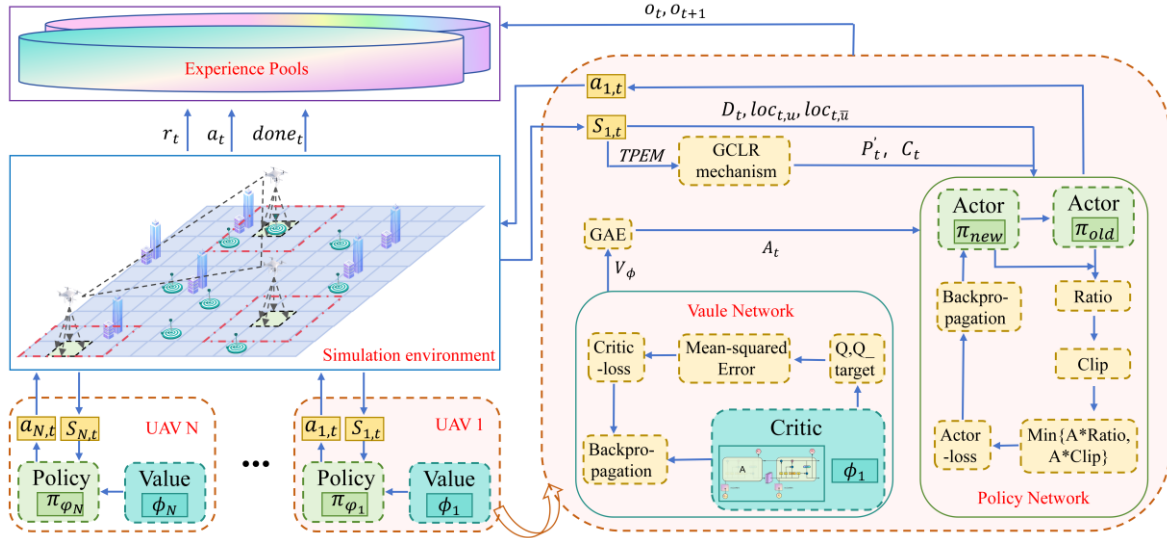 Experience Pools
r_t
a_t
done_t
Simulation environment
a_{N,t}
S_{N,t}
UAV N
Policy
π_{φ_N}
Value
ϕ_N
•••
a_{1,t}
S_{1,t}
UAV 1
Policy
π_{φ_1}
Value
ϕ_1
o_t, o_{t+1}
a_{1,t}
S_{1,t}
D_t, loc_{t,u}, loc_{t,u̅}
TPEM
GCLR
mechanism
P_t^', C_t
GAE
A_t
V_ϕ
Vaule Network
Critic
-loss
Mean-squared
Error
Q,Q_
target
Backpro-
pagation
Critic
A
ϕ_1
Actor
π_{new}
Actor
π_{old}
Backpro-
pagation
Ratio
Clip
Actor
-loss
Min{A*Ratio,
A*Clip}
Policy Network